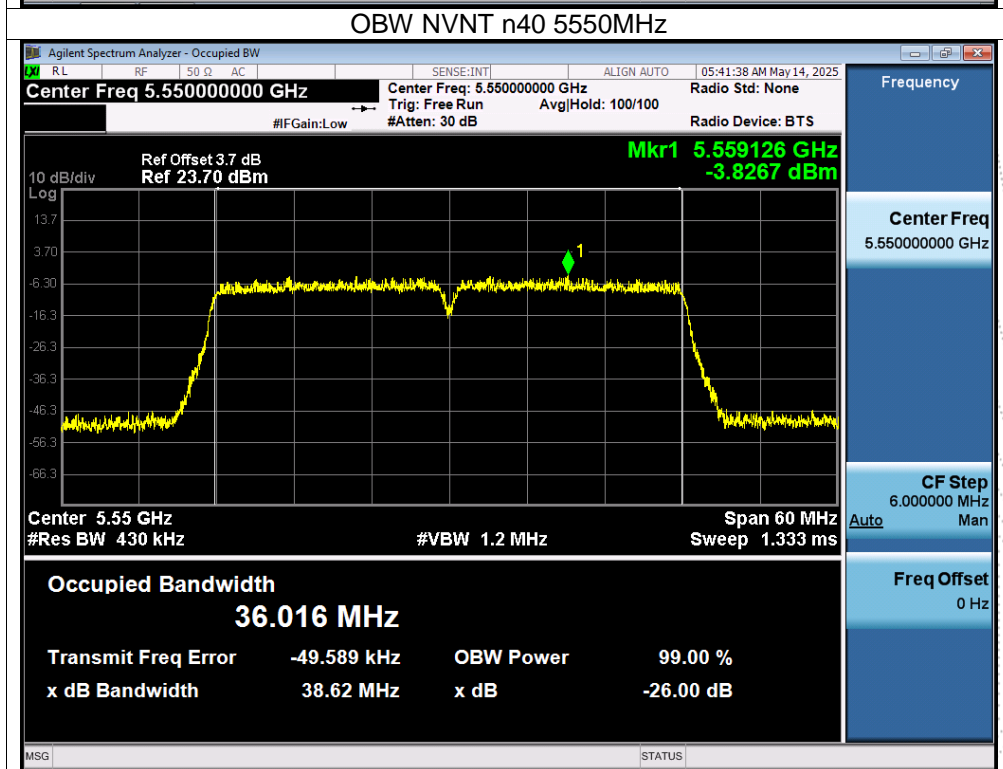 OBW NVNT n40 5550MHz
Agilent Spectrum Analyzer - Occupied BW
LXI RL RF 50 Ω AC SENSE:INT ALIGN AUTO 05:41:38 AM May 14, 2025
Center Freq 5.550000000 GHz
Center Freq: 5.550000000 GHz Radio Std: None
Trig: Free Run Avg|Hold: 100/100
#IFGain:Low #Atten: 30 dB Radio Device: BTS
Mkr1 5.559126 GHz
-3.8267 dBm
Ref Offset 3.7 dB
10 dB/div Ref 23.70 dBm
Log
13.7
3.70
-6.30
-16.3
-26.3
-36.3
-46.3
-56.3
-66.3
1
Center 5.55 GHz Span 60 MHz
#Res BW 430 kHz #VBW 1.2 MHz Sweep 1.333 ms
Occupied Bandwidth
36.016 MHz
Transmit Freq Error -49.589 kHz OBW Power 99.00 %
x dB Bandwidth 38.62 MHz x dB -26.00 dB
MSG STATUS
Frequency
Center Freq
5.550000000 GHz
CF Step
6.000000 MHz
Auto Man
Freq Offset
0 Hz